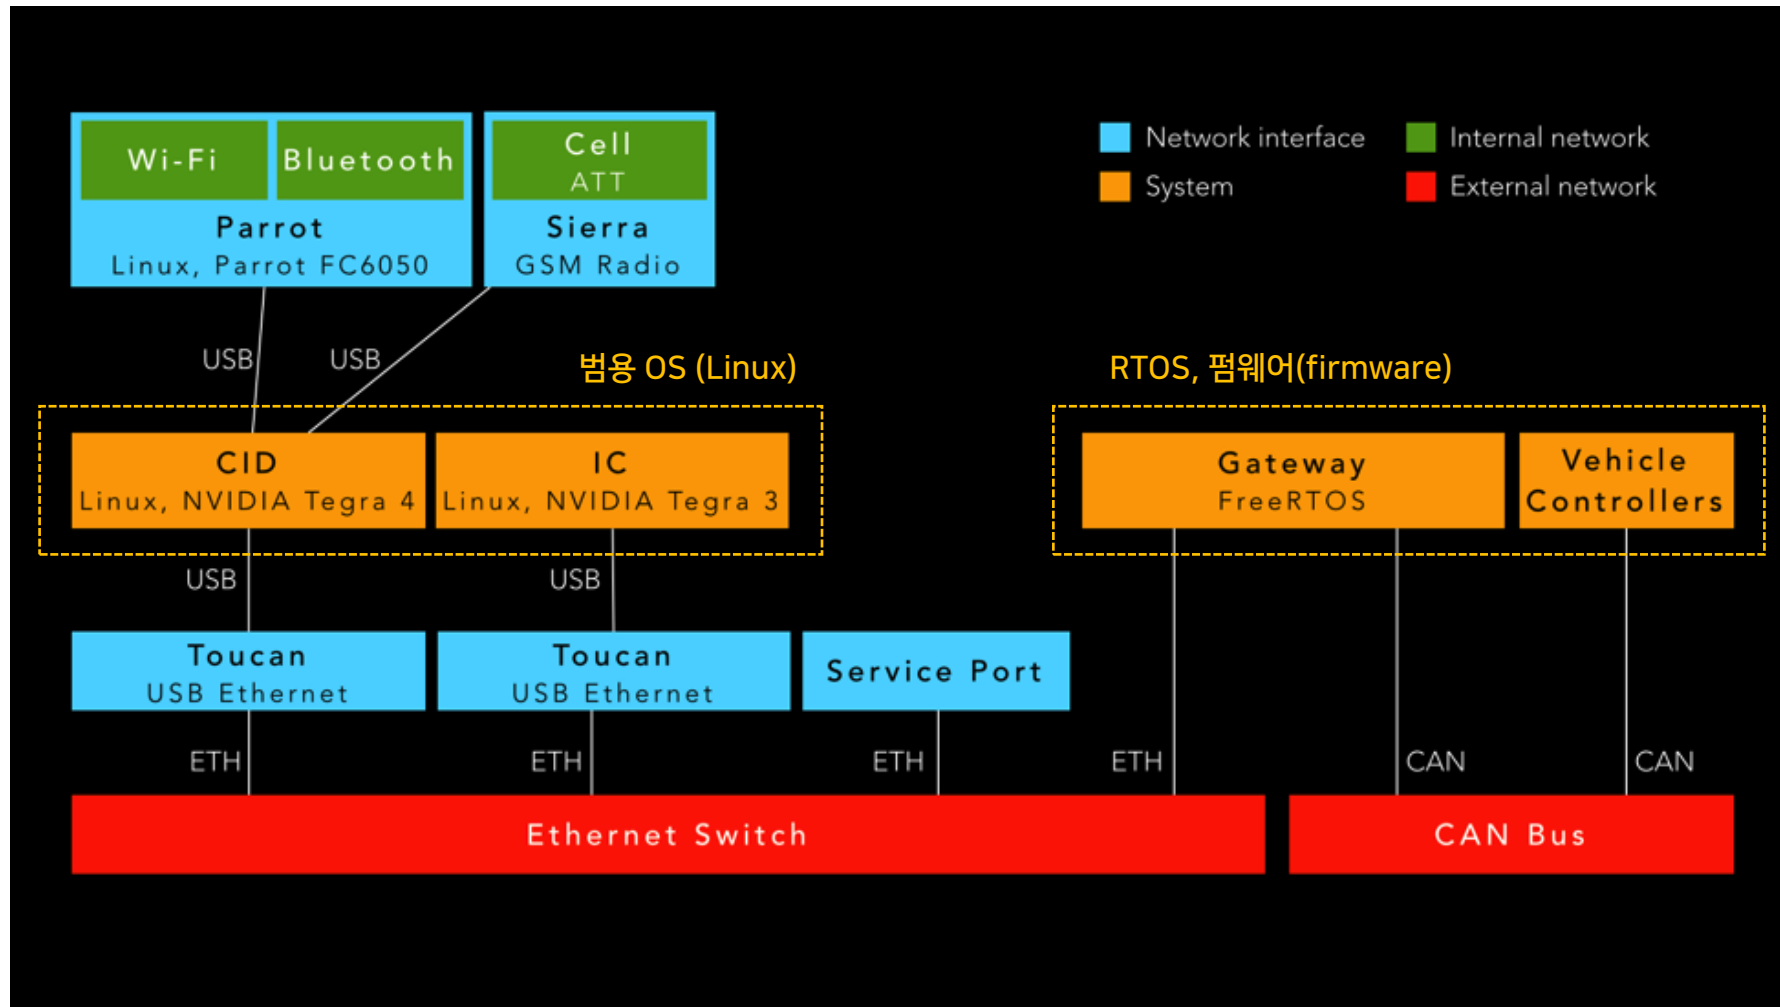 Wi-Fi
Bluetooth
Cell
ATT
Parrot
Linux, Parrot FC6050
Sierra
GSM Radio
Network interface
Internal network
System
External network
USB
USB
범용 OS (Linux)
RTOS, 펌웨어(firmware)
CID
Linux, NVIDIA Tegra 4
IC
Linux, NVIDIA Tegra 3
Gateway
FreeRTOS
Vehicle
Controllers
USB
USB
Toucan
USB Ethernet
Toucan
USB Ethernet
Service Port
ETH
ETH
ETH
ETH
CAN
CAN
Ethernet Switch
CAN Bus